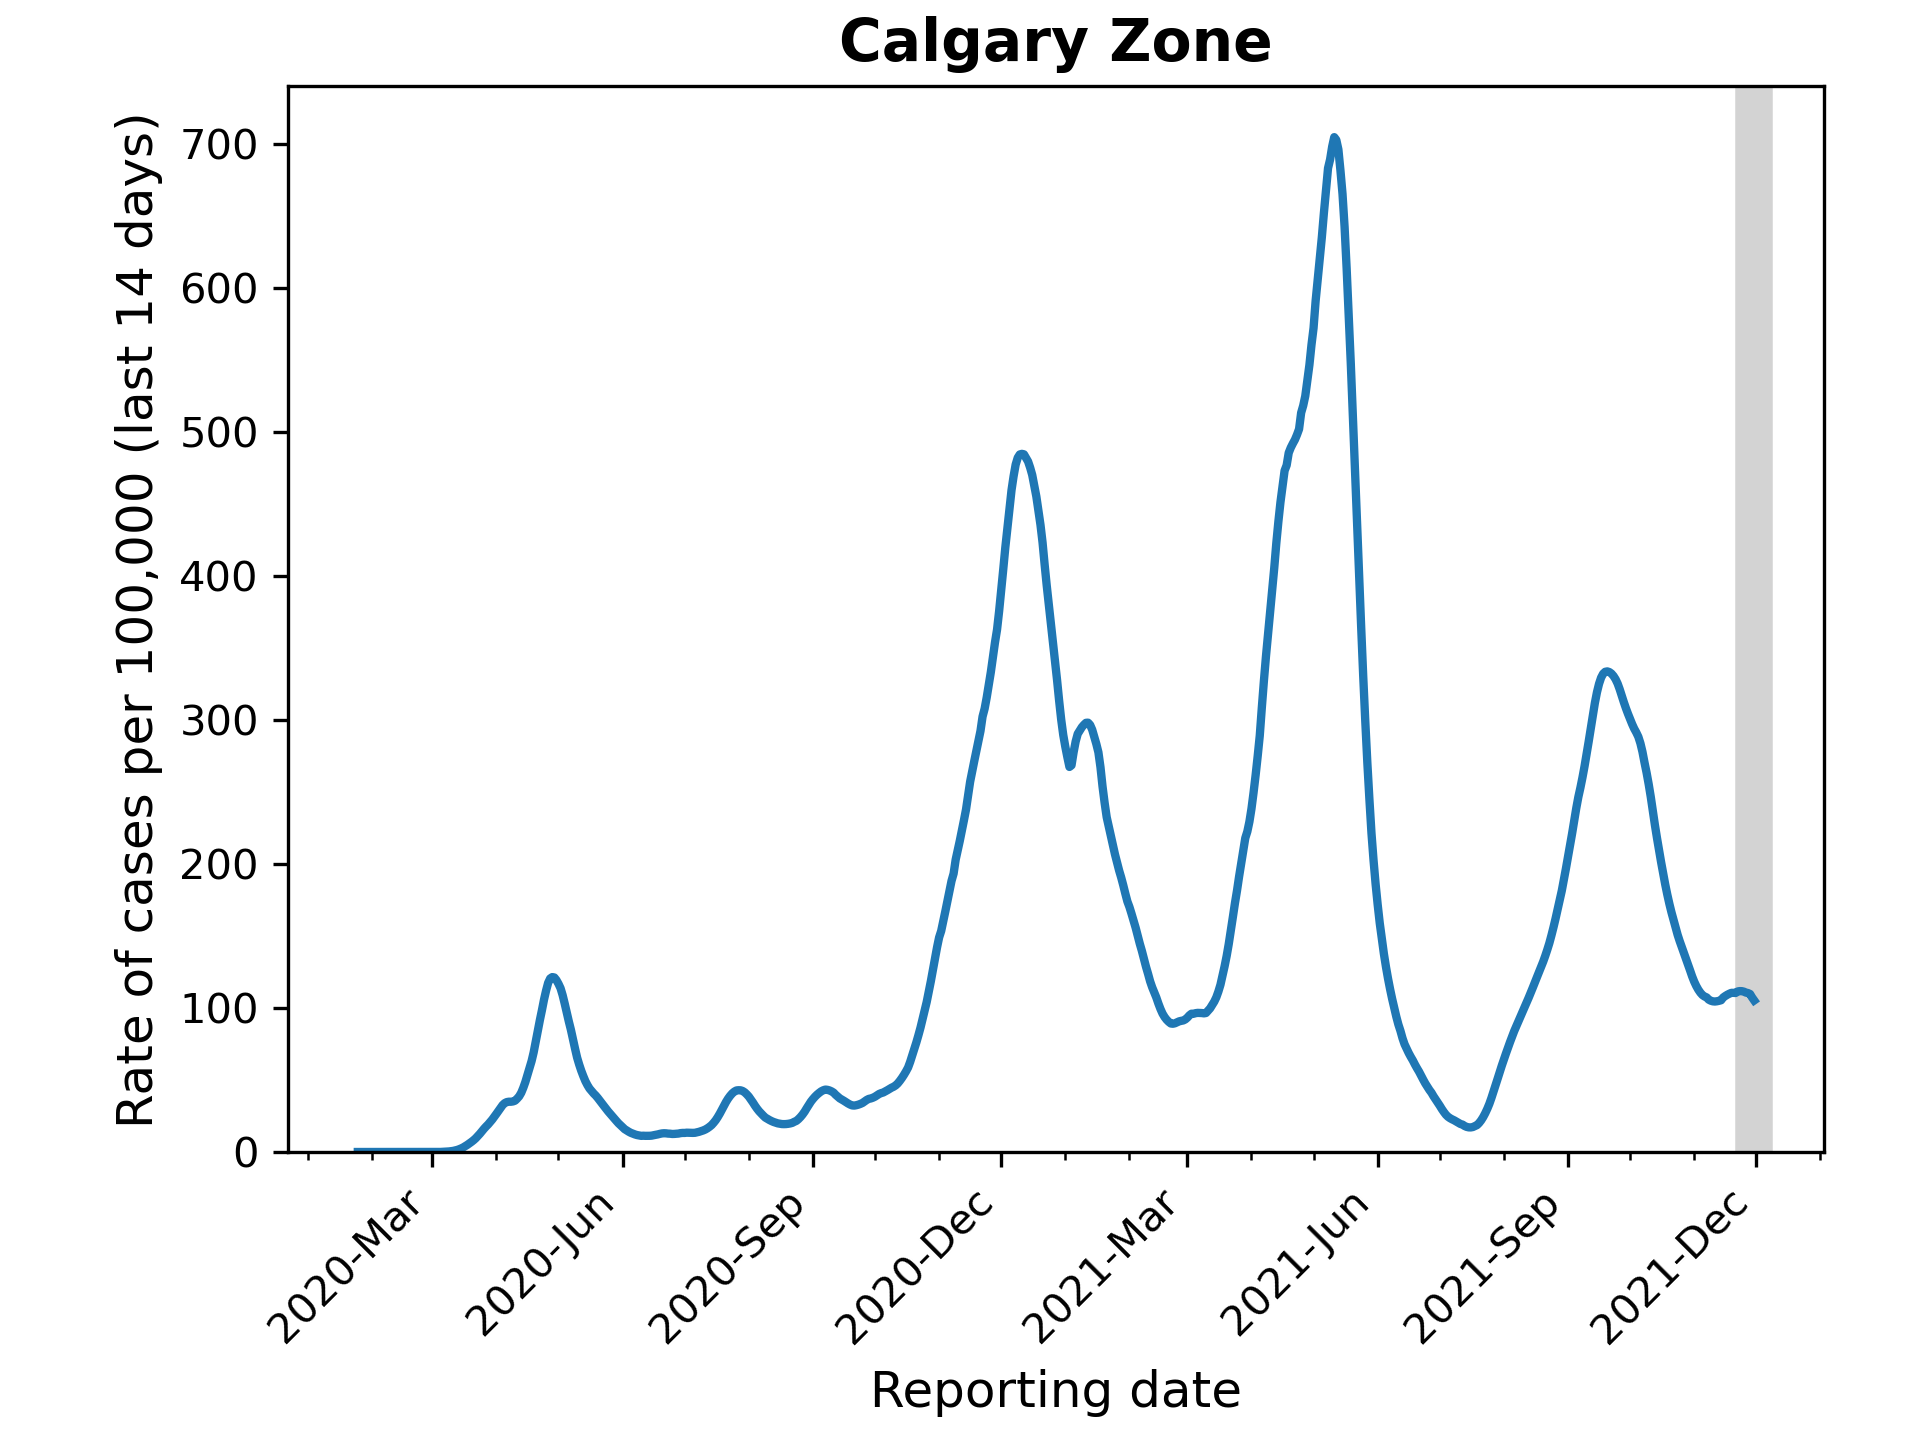 Calgary Zone
Rate of cases per 100,000 (last 14 days)
700
600
500
400
300
200
100
0
2020-Mar
2020-Jun
2020-Sep
2020-Dec
2021-Mar
2021-Jun
2021-Sep
2021-Dec
Reporting date